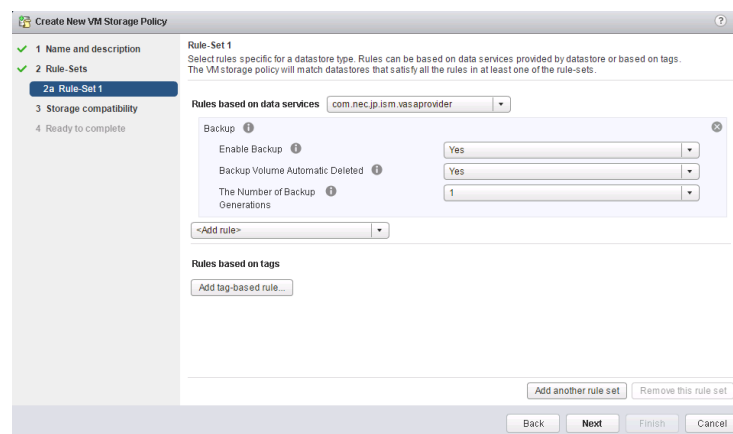 Create New VM Storage Policy
?
1 Name and description
2 Rule-Sets
2a Rule-Set 1
3 Storage compatibility
4 Ready to complete
Rule-Set 1
Select rules specific for a datastore type. Rules can be based on data services provided by datastore or based on tags.
The VM storage policy will match datastores that satisfy all the rules in at least one of the rule-sets.
Rules based on data services com.nec.jp.ism.vasaprovider
Backup
Enable Backup Yes
Backup Volume Automatic Deleted Yes
The Number of Backup 1
Generations
<Add rule>
Rules based on tags
Add tag-based rule...
Add another rule set Remove this rule set
Back Next Finish Cancel